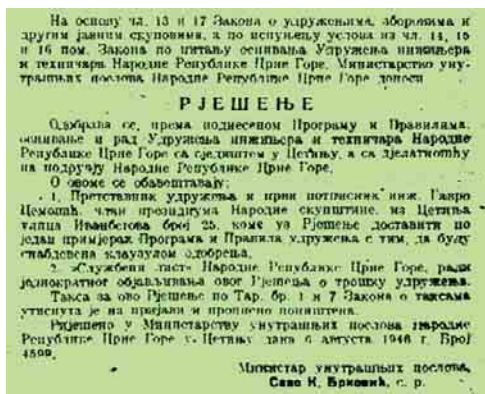 На основу чл. 13 и 17 Закона о удружењима, зборовима и
другим јавним скуповима, а по испуњењу услова из чл. 14, 15
и 16 пом. Закона по питању оснивања Удружења инжињера
и техничара Народне Републике Црне Горе, Министарство уну-
трашњих послова Народне Републике Црне Горе доноси
РЈЕШЕЊЕ
Одобрава се, према поднесеном Програму и Правилима,
оснивање и рад Удружења инжињера и техничара Народне
Републике Црне Горе са сједиштем у Цетињу, а са дјелатношћу
на подручју Народне Републике Црне Горе.
О овоме се обавештавају:
1. Претставник удружења и први потписник инж. Гавро
Цемовић, члан президијума Народне скупштине, из Цетиња
улица Иванбегова број 25, коме уз Рјешење доставити по
један примјерак Програма и Правила удружења с тим, да буду
снабдевена клаузулом одобрења.
2. «Службени лист» Народне Републике Црне Горе, ради
једнократног објављивања овог Рјешења о трошку удружења.
Такса за ово Рјешење по Тар. бр. 1 и 7 Закона о таксама
утиснута је на пријави и прописно поништена.
Ријешено у Министарству унутрашњих послова Народне
Републике Црне Горе у Цетињу дана 6 августа 1946 г. Број
4599.
Министар унутрашњих послова,
Саво К. Брковић, с. р.